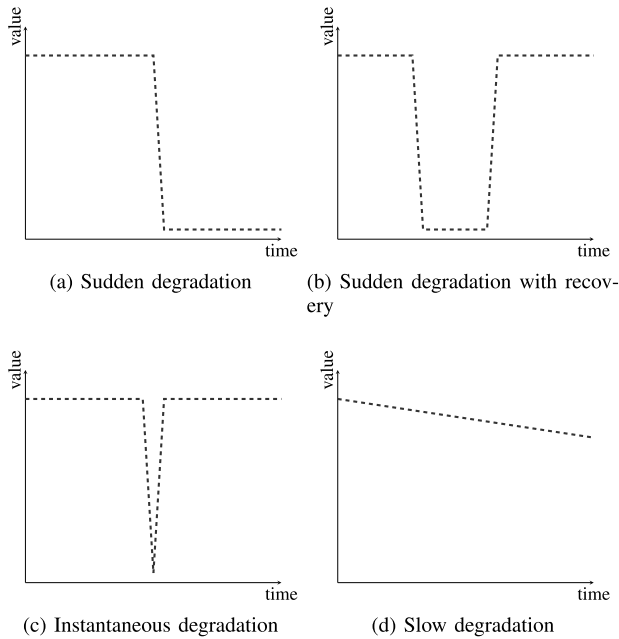 value
time
(a) Sudden degradation
value
time
(b) Sudden degradation with recov-
ery
value
time
(c) Instantaneous degradation
value
time
(d) Slow degradation